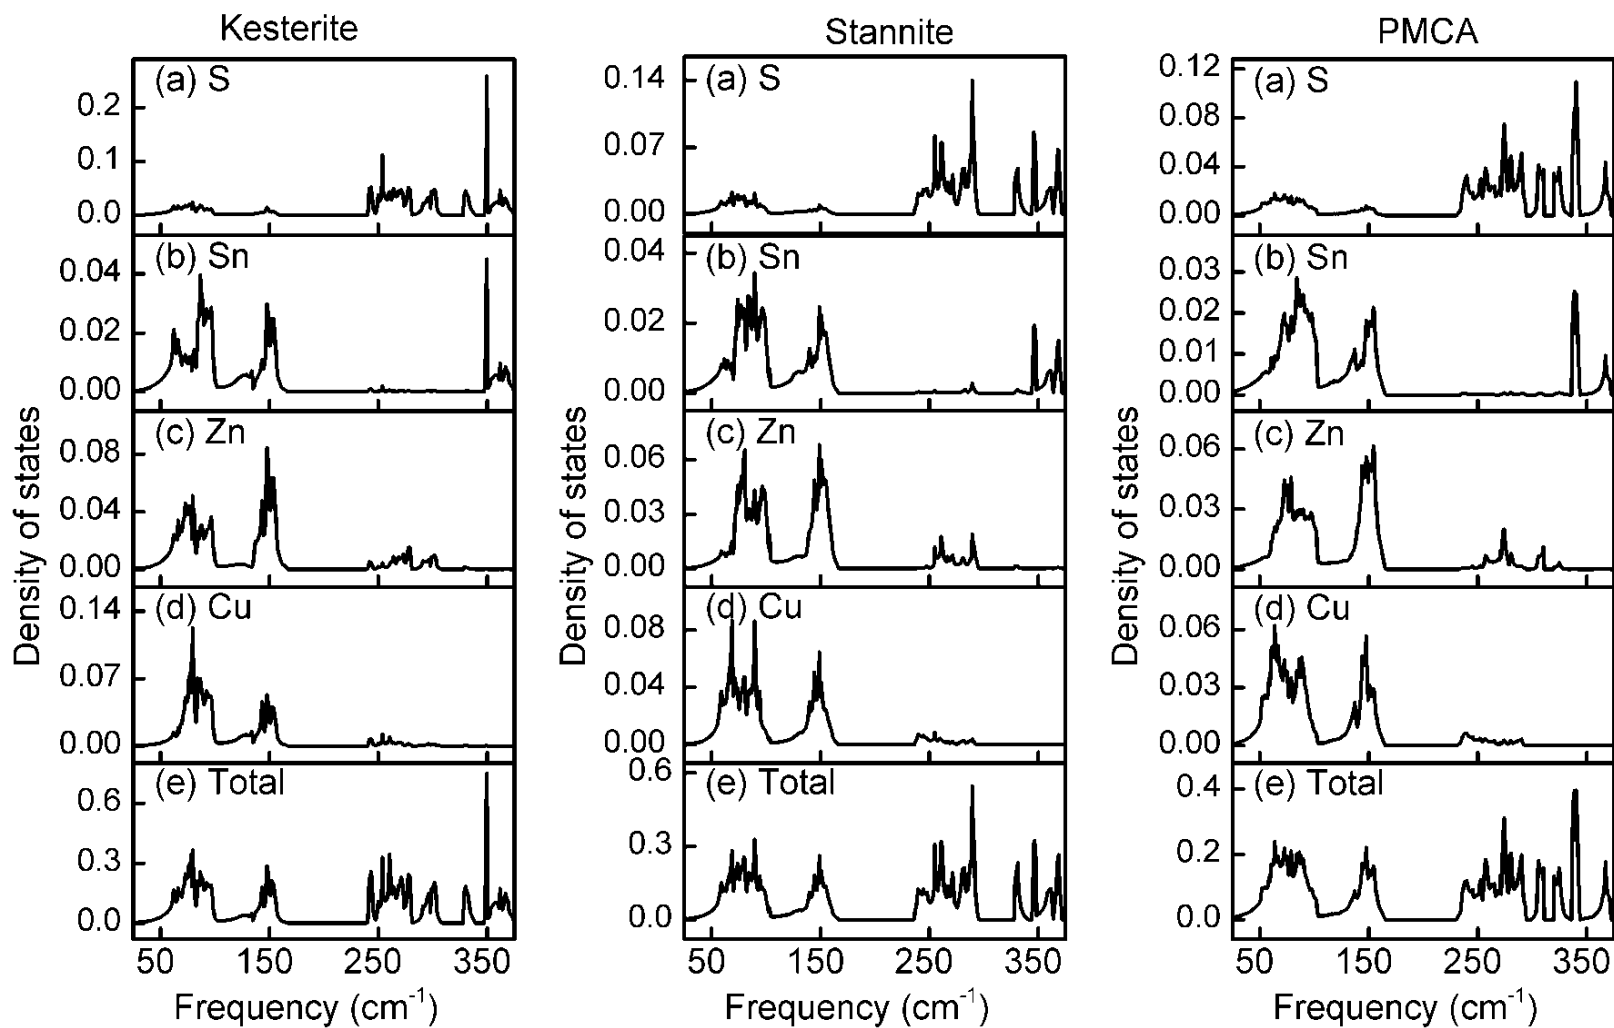 Kesterite
(a) S
0.2
0.1
0.0
(b) Sn
0.04
0.02
0.00
(c) Zn
0.08
0.04
0.00
(d) Cu
0.14
0.07
0.00
(e) Total
0.6
0.3
0.0
50 150 250 350
Frequency (cm⁻¹)
Density of states
Stannite
(a) S
0.14
0.07
0.00
(b) Sn
0.04
0.02
0.00
(c) Zn
0.06
0.03
0.00
(d) Cu
0.08
0.04
0.00
(e) Total
0.6
0.3
0.0
50 150 250 350
Frequency (cm⁻¹)
Density of states
PMCA
(a) S
0.12
0.08
0.04
0.00
(b) Sn
0.03
0.02
0.01
0.00
(c) Zn
0.06
0.03
0.00
(d) Cu
0.06
0.03
0.00
(e) Total
0.4
0.2
0.0
50 150 250 350
Frequency (cm⁻¹)
Density of states